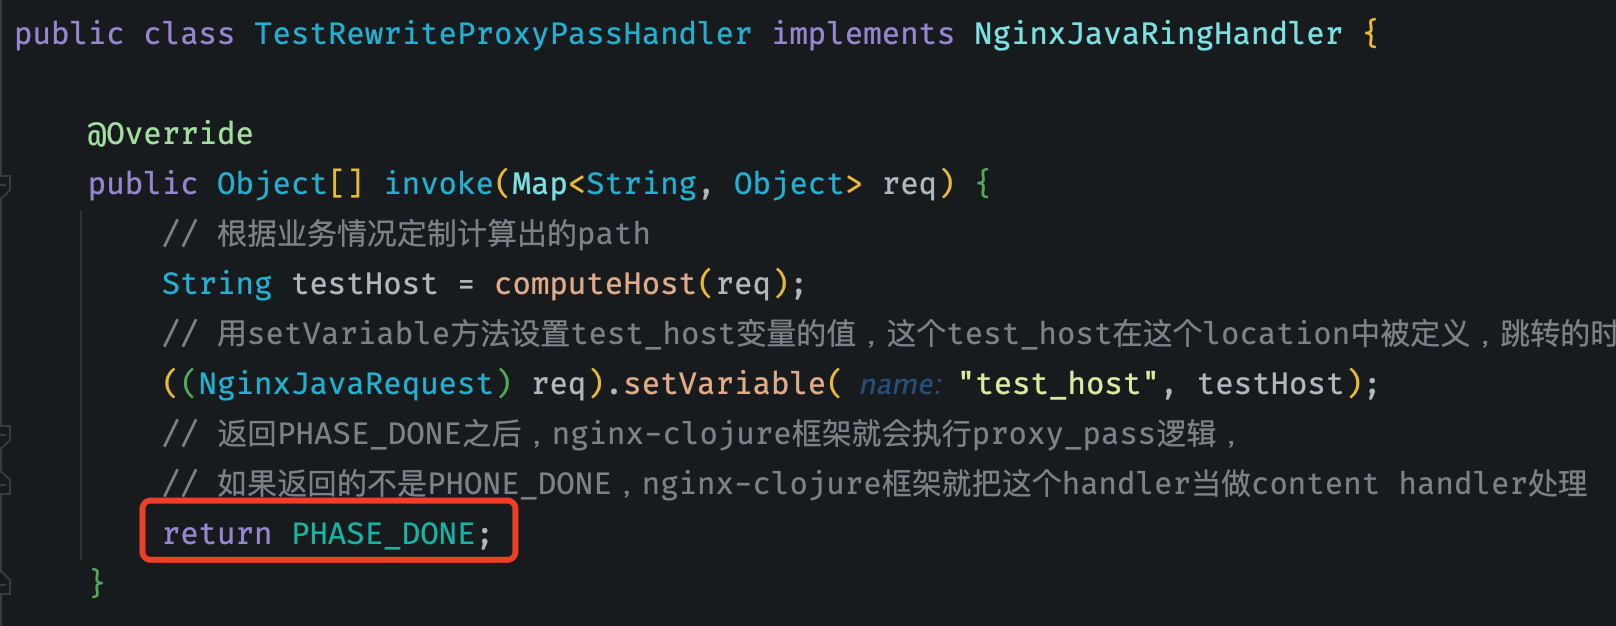 public class TestRewriteProxyPassHandler implements NginxJavaRingHandler {
@Override
public Object[] invoke(Map<String, Object> req) {
// 根据业务情况定制计算出的path
String testHost = computeHost(req);
// 用setVariable方法设置test_host变量的值，这个test_host在这个location中被定义，跳转的时
((NginxJavaRequest) req).setVariable( name: "test_host", testHost);
// 返回PHASE_DONE之后，nginx-clojure框架就会执行proxy_pass逻辑，
// 如果返回的不是PHONE_DONE，nginx-clojure框架就把这个handler当做content handler处理
return PHASE_DONE;
}